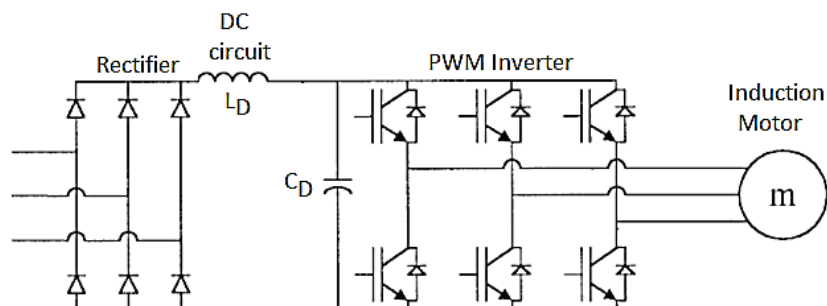 DC
circuit
Rectifier
PWM Inverter
Induction
Motor
L_D
C_D
m